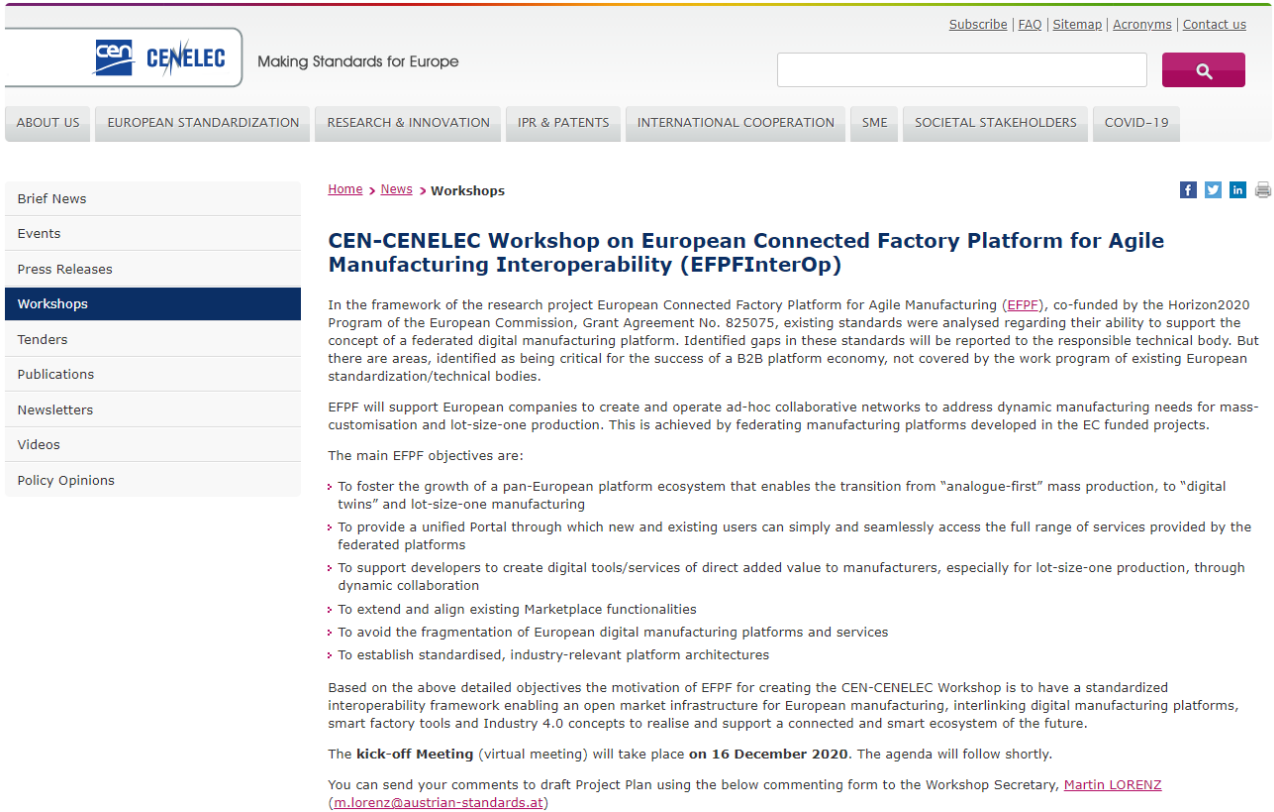 Subscribe | FAQ | Sitemap | Acronyms | Contact us
cen CENELEC Making Standards for Europe
ABOUT US EUROPEAN STANDARDIZATION RESEARCH & INNOVATION IPR & PATENTS INTERNATIONAL COOPERATION SME SOCIETAL STAKEHOLDERS COVID-19
Brief News
Events
Press Releases
Workshops
Tenders
Publications
Newsletters
Videos
Policy Opinions
Home > News > Workshops
CEN-CENELEC Workshop on European Connected Factory Platform for Agile
Manufacturing Interoperability (EFPFInterOp)
In the framework of the research project European Connected Factory Platform for Agile Manufacturing (EFPF), co-funded by the Horizon2020
Program of the European Commission, Grant Agreement No. 825075, existing standards were analysed regarding their ability to support the
concept of a federated digital manufacturing platform. Identified gaps in these standards will be reported to the responsible technical body. But
there are areas, identified as being critical for the success of a B2B platform economy, not covered by the work program of existing European
standardization/technical bodies.
EFPF will support European companies to create and operate ad-hoc collaborative networks to address dynamic manufacturing needs for mass-
customisation and lot-size-one production. This is achieved by federating manufacturing platforms developed in the EC funded projects.
The main EFPF objectives are:
To foster the growth of a pan-European platform ecosystem that enables the transition from “analogue-first” mass production, to “digital
twins” and lot-size-one manufacturing
To provide a unified Portal through which new and existing users can simply and seamlessly access the full range of services provided by the
federated platforms
To support developers to create digital tools/services of direct added value to manufacturers, especially for lot-size-one production, through
dynamic collaboration
To extend and align existing Marketplace functionalities
To avoid the fragmentation of European digital manufacturing platforms and services
To establish standardised, industry-relevant platform architectures
Based on the above detailed objectives the motivation of EFPF for creating the CEN-CENELEC Workshop is to have a standardized
interoperability framework enabling an open market infrastructure for European manufacturing, interlinking digital manufacturing platforms,
smart factory tools and Industry 4.0 concepts to realise and support a connected and smart ecosystem of the future.
The kick-off Meeting (virtual meeting) will take place on 16 December 2020. The agenda will follow shortly.
You can send your comments to draft Project Plan using the below commenting form to the Workshop Secretary, Martin LORENZ
(m.lorenz@austrian-standards.at)